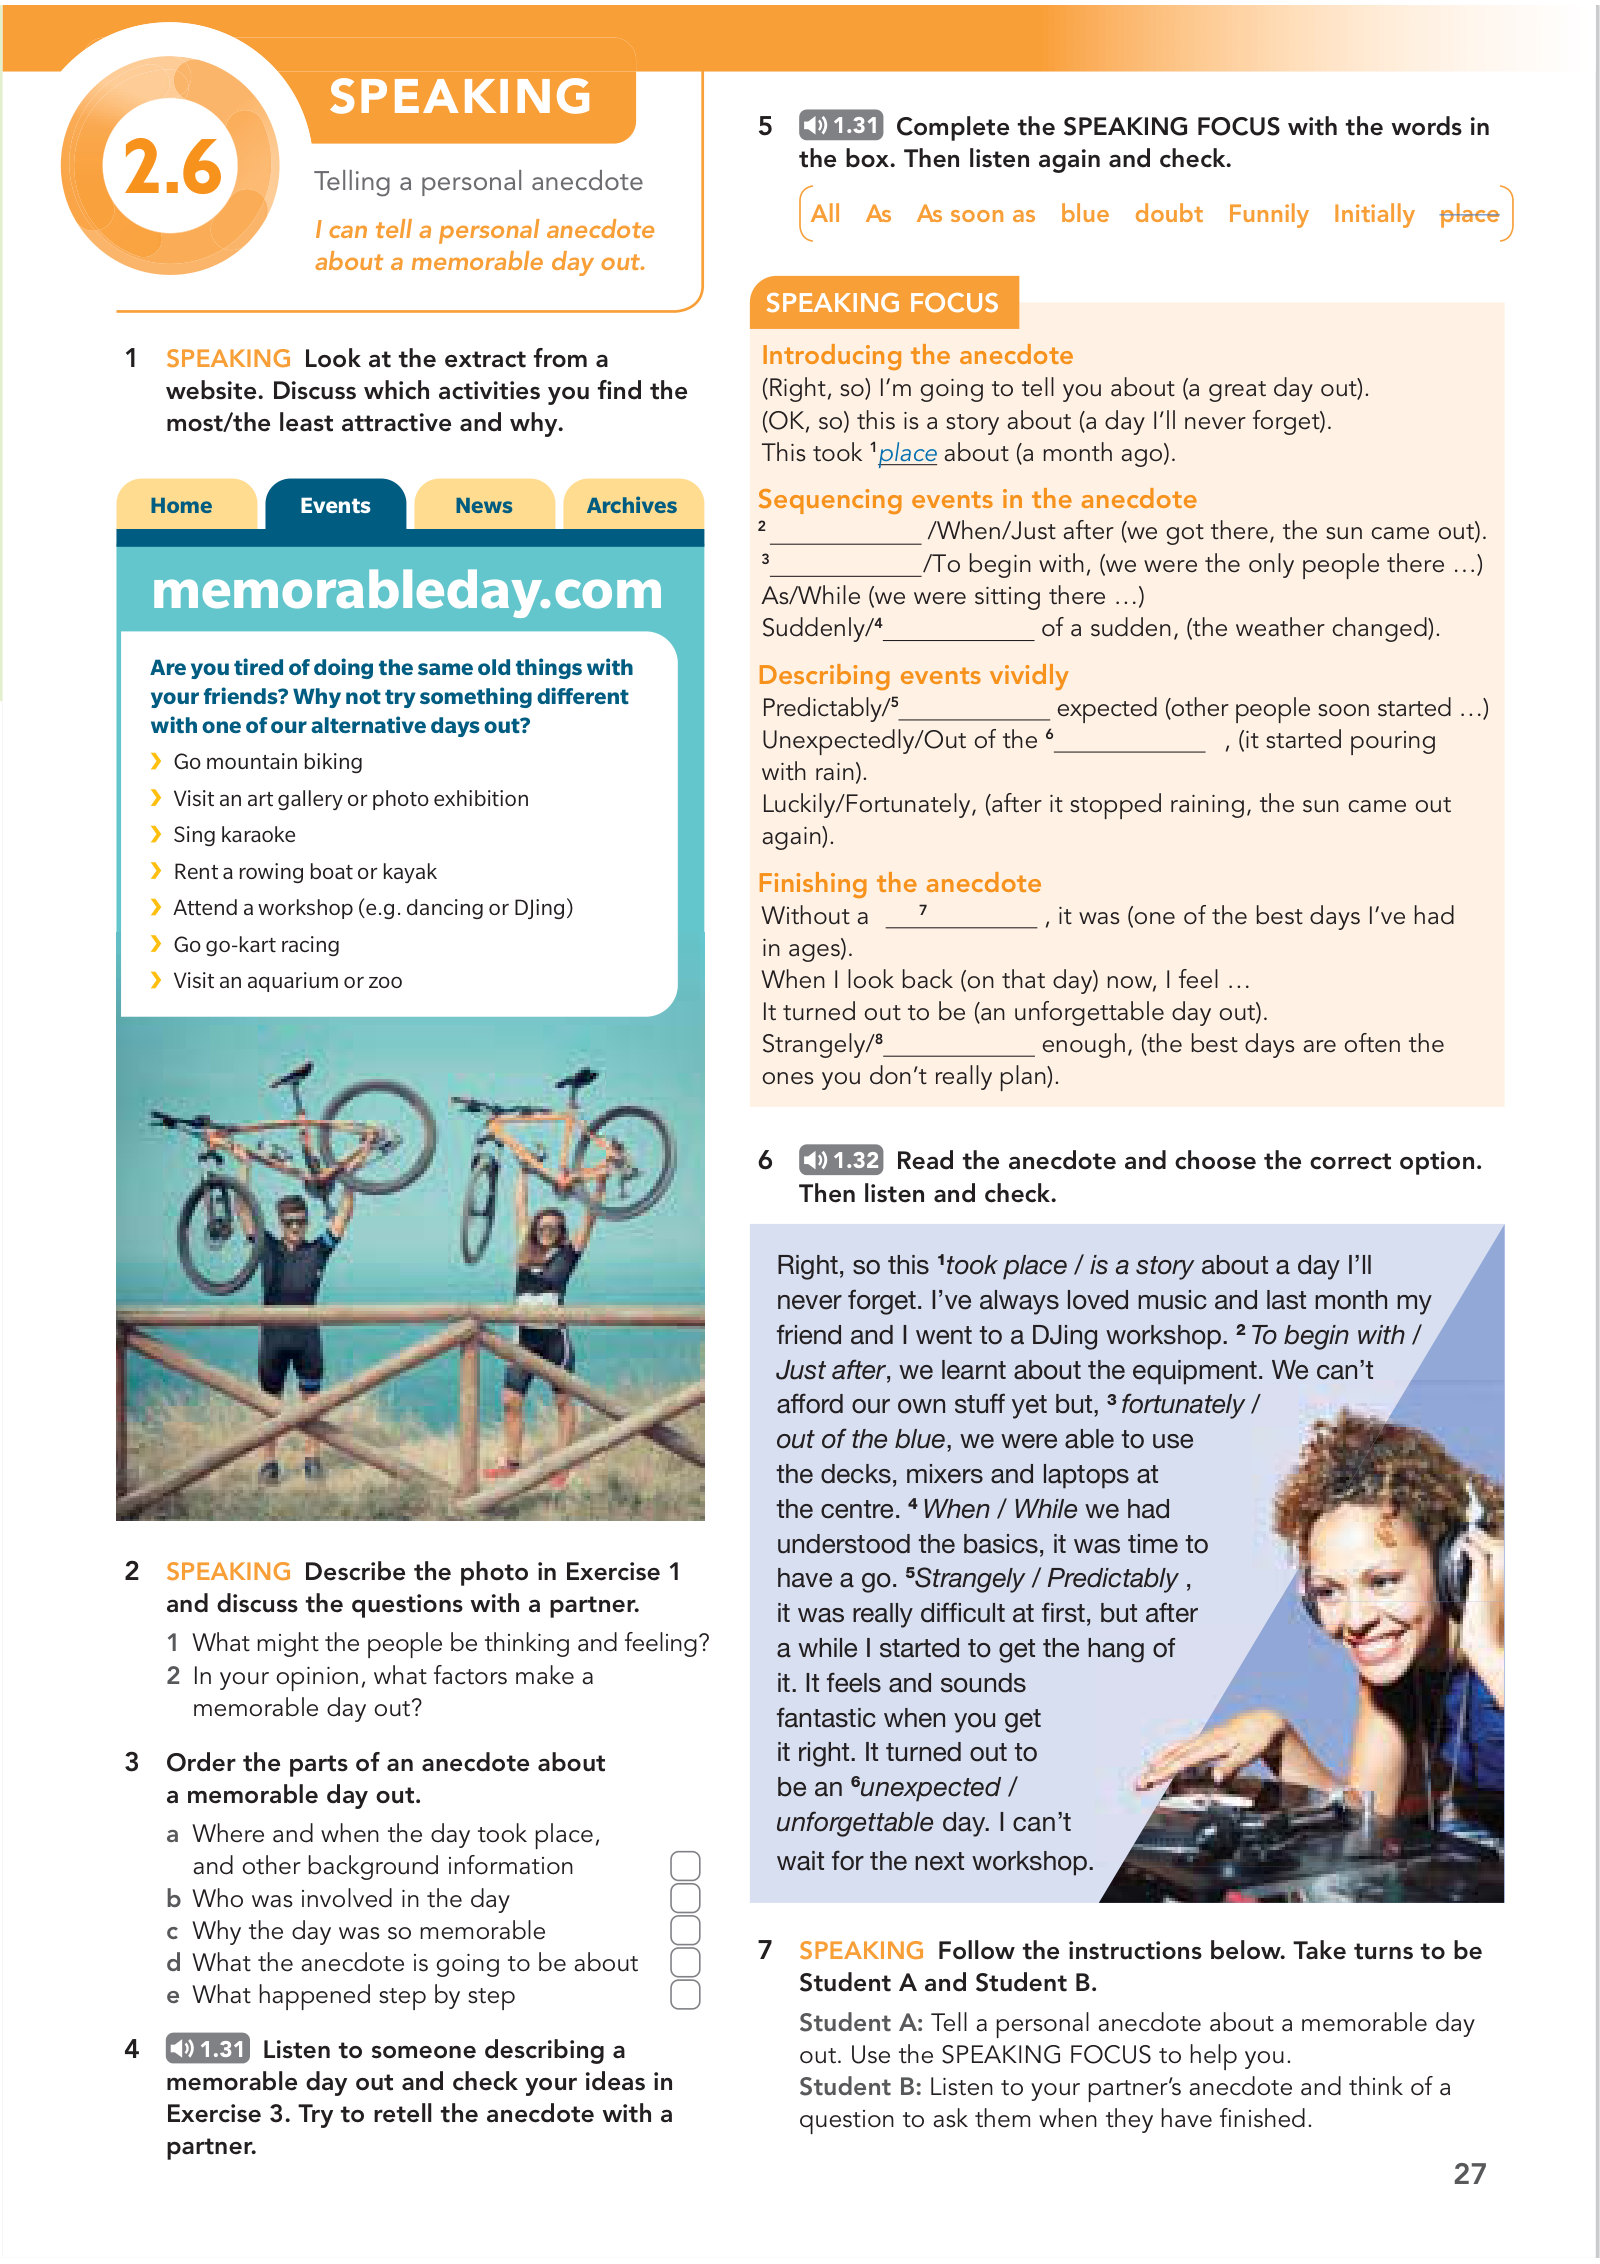 SPEAKING
2.6
Telling a personal anecdote
I can tell a personal anecdote
about a memorable day out.
1 SPEAKING Look at the extract from a
website. Discuss which activities you find the
most/the least attractive and why.
Home Events News Archives
memorableday.com
Are you tired of doing the same old things with
your friends? Why not try something different
with one of our alternative days out?
› Go mountain biking
› Visit an art gallery or photo exhibition
› Sing karaoke
› Rent a rowing boat or kayak
› Attend a workshop (e.g. dancing or DJing)
› Go go-kart racing
› Visit an aquarium or zoo
2 SPEAKING Describe the photo in Exercise 1
and discuss the questions with a partner.
1 What might the people be thinking and feeling?
2 In your opinion, what factors make a
memorable day out?
3 Order the parts of an anecdote about
a memorable day out.
a Where and when the day took place,
and other background information
b Who was involved in the day
c Why the day was so memorable
d What the anecdote is going to be about
e What happened step by step
4 1.31 Listen to someone describing a
memorable day out and check your ideas in
Exercise 3. Try to retell the anecdote with a
partner.
5 1.31 Complete the SPEAKING FOCUS with the words in
the box. Then listen again and check.
All As As soon as blue doubt Funnily Initially place
SPEAKING FOCUS
Introducing the anecdote
(Right, so) I'm going to tell you about (a great day out).
(OK, so) this is a story about (a day I'll never forget).
This took 1 place about (a month ago).
Sequencing events in the anecdote
2 ____________ /When/Just after (we got there, the sun came out).
3 ____________/To begin with, (we were the only people there …)
As/While (we were sitting there …)
Suddenly/4____________ of a sudden, (the weather changed).
Describing events vividly
Predictably/5____________ expected (other people soon started …)
Unexpectedly/Out of the 6____________ , (it started pouring
with rain).
Luckily/Fortunately, (after it stopped raining, the sun came out
again).
Finishing the anecdote
Without a 7____________ , it was (one of the best days I've had
in ages).
When I look back (on that day) now, I feel …
It turned out to be (an unforgettable day out).
Strangely/8____________ enough, (the best days are often the
ones you don't really plan).
6 1.32 Read the anecdote and choose the correct option.
Then listen and check.
Right, so this 1took place / is a story about a day I'll
never forget. I've always loved music and last month my
friend and I went to a DJing workshop. 2 To begin with /
Just after, we learnt about the equipment. We can't
afford our own stuff yet but, 3 fortunately /
out of the blue, we were able to use
the decks, mixers and laptops at
the centre. 4 When / While we had
understood the basics, it was time to
have a go. 5Strangely / Predictably ,
it was really difficult at first, but after
a while I started to get the hang of
it. It feels and sounds
fantastic when you get
it right. It turned out to
be an 6unexpected /
unforgettable day. I can't
wait for the next workshop.
7 SPEAKING Follow the instructions below. Take turns to be
Student A and Student B.
Student A: Tell a personal anecdote about a memorable day
out. Use the SPEAKING FOCUS to help you.
Student B: Listen to your partner's anecdote and think of a
question to ask them when they have finished.
27